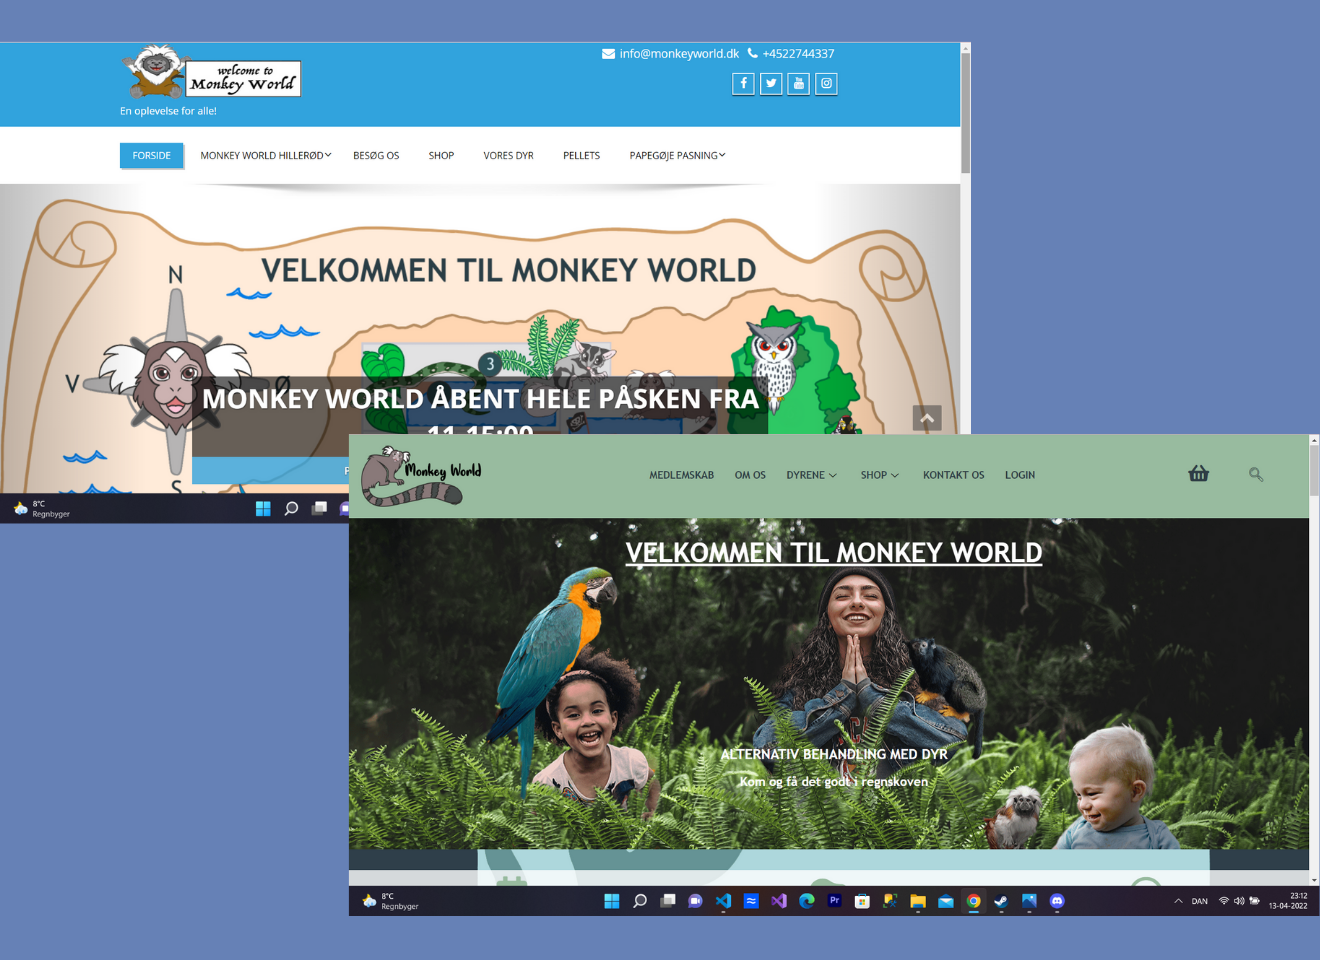 welcome to
Monkey World
En oplevelse for alle!
info@monkeyworld.dk +4522744337
FORSIDE MONKEY WORLD HILLERØD BESØG OS SHOP VORES DYR PELLETS PAPEGØJE PASNING
VELKOMMEN TIL MONKEY WORLD
N
3
V Ø
MONKEY WORLD ÅBENT HELE PÅSKEN FRA
11-15:00
S
8°C
Regnbyger
Monkey World
MEDLEMSKAB OM OS DYRENE SHOP KONTAKT OS LOGIN
VELKOMMEN TIL MONKEY WORLD
ALTERNATIV BEHANDLING MED DYR
Kom og få det godt i regnskoven
8°C
Regnbyger
Pr
DAN
23:12
13-04-2022